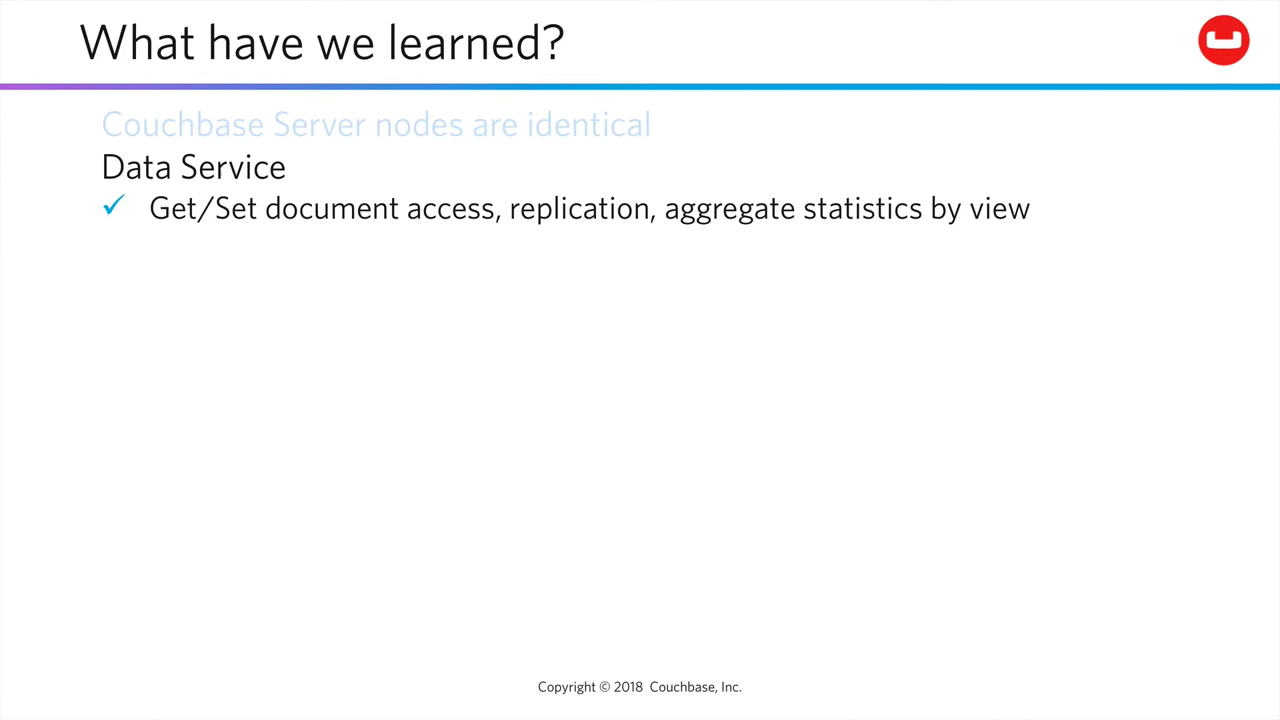 What have we learned?
Couchbase Server nodes are identical
Data Service
✓ Get/Set document access, replication, aggregate statistics by view
Copyright © 2018 Couchbase, Inc.